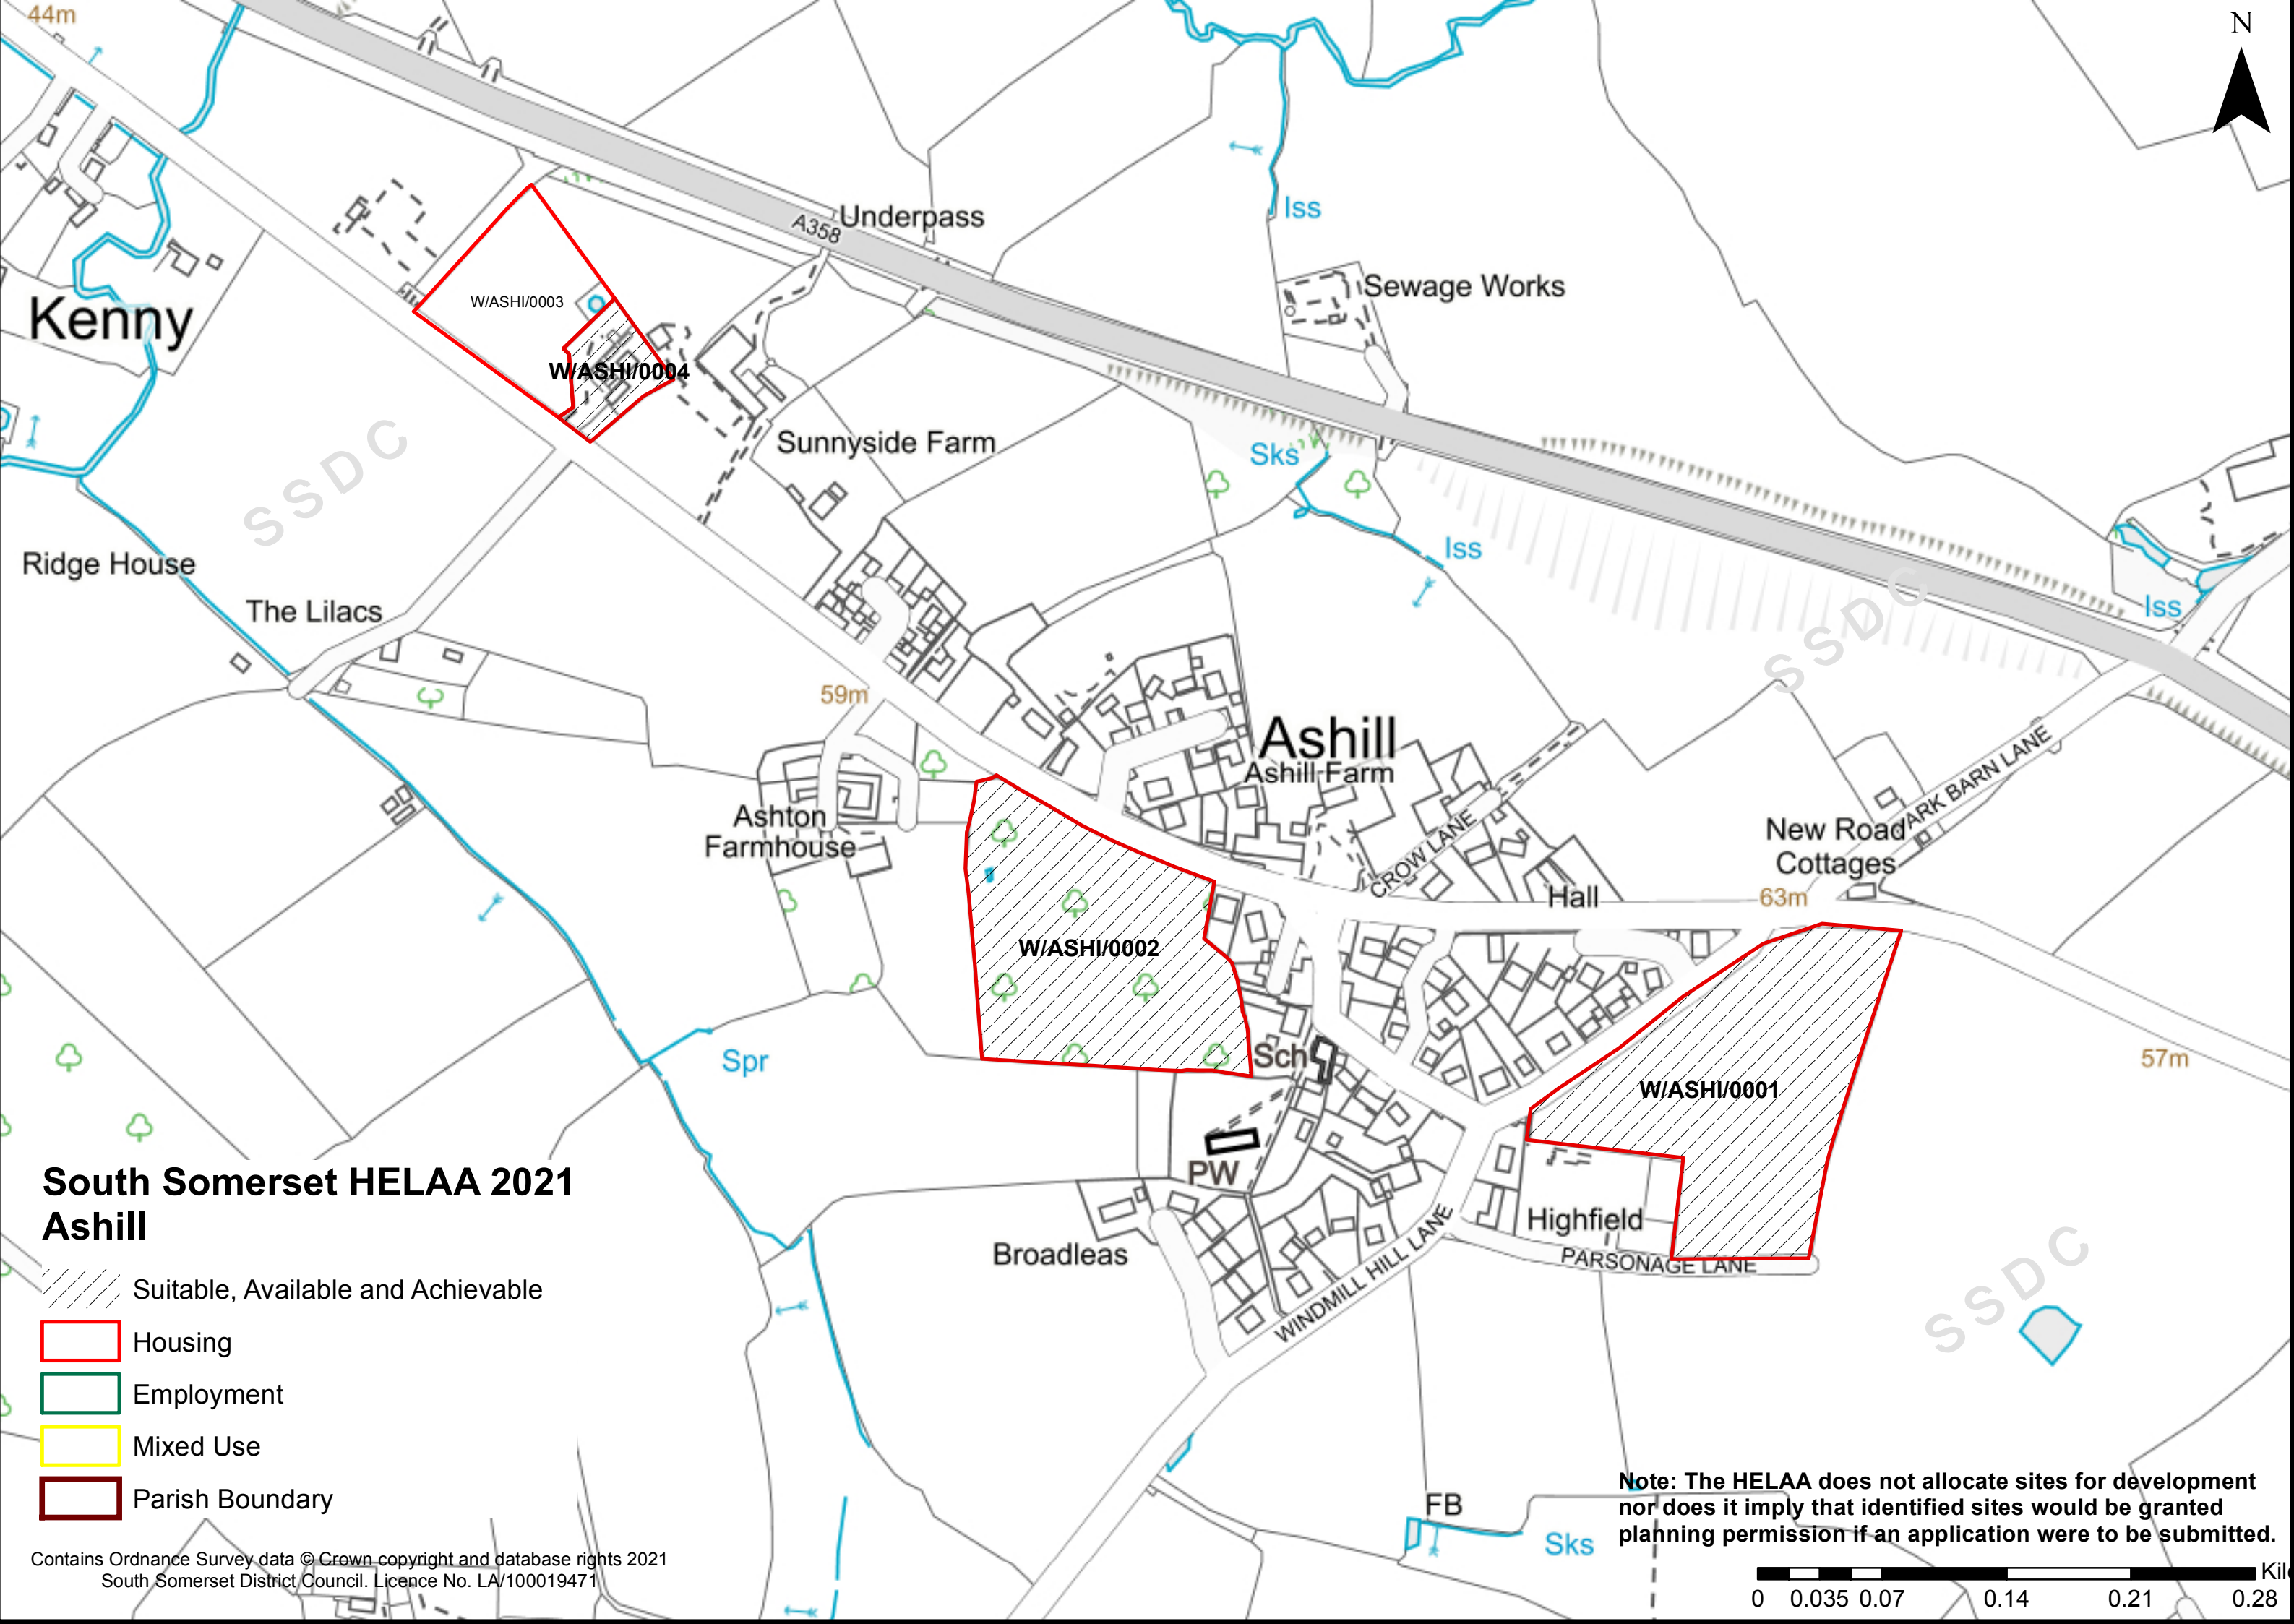 44m
N
Iss
Underpass
A358
Sewage Works
W/ASHI/0003
Kenny
W/ASHI/0004
SSDC
Sunnyside Farm
Sks
Iss
Ridge House
The Lilacs
SSDC
Iss
59m
Ashill
Ashill Farm
Ashton
Farmhouse
CROW LANE
New Road
Cottages
Hall
63m
W/ASHI/0002
57m
Spr
Sch
W/ASHI/0001
PW
Highfield
Broadleas
WINDMILL HILL LANE
PARSONAGE LANE
SSDC
South Somerset HELAA 2021
Ashill
Suitable, Available and Achievable
Housing
Employment
Mixed Use
Parish Boundary
Contains Ordnance Survey data © Crown copyright and database rights 2021
South Somerset District Council. Licence No. LA/100019471
FB
Sks
Note: The HELAA does not allocate sites for development
nor does it imply that identified sites would be granted
planning permission if an application were to be submitted.
Kil
0 0.035 0.07 0.14 0.21 0.28